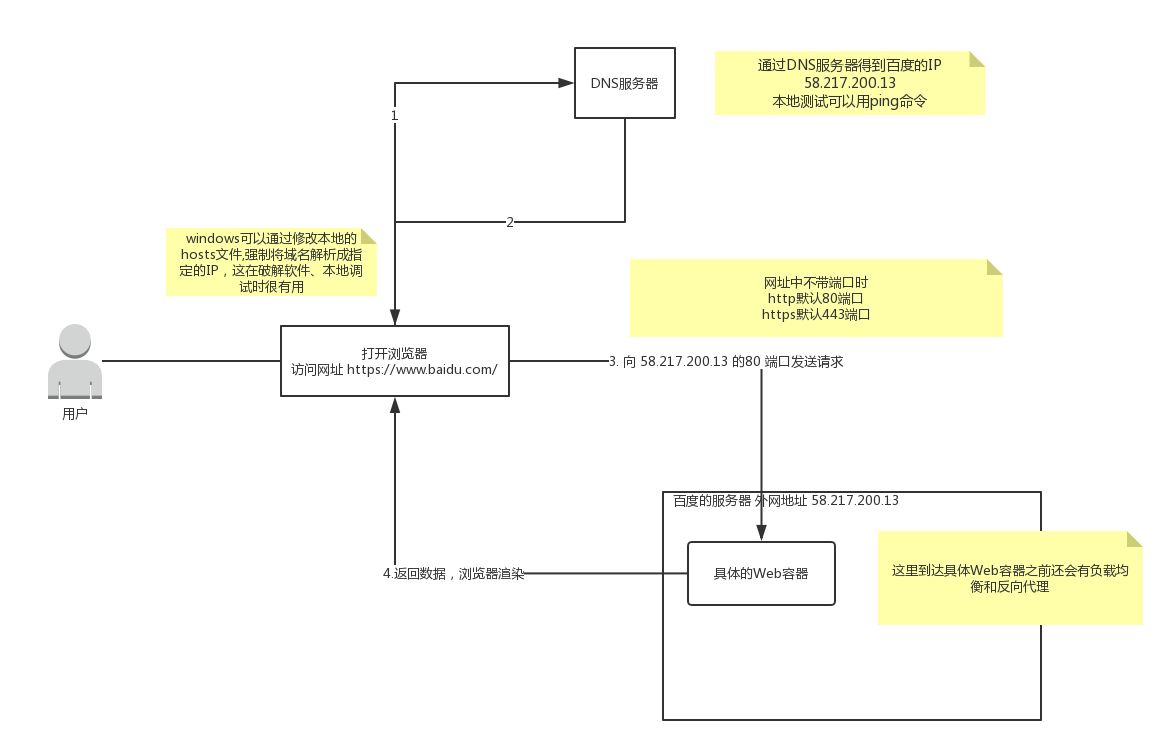 DNS服务器
通过DNS服务器得到百度的IP
58.217.200.13
本地测试可以用ping命令
1
2
windows可以通过修改本地的
hosts文件,强制将域名解析成指
定的IP，这在破解软件、本地调
试时很有用
网址中不带端口时
http默认80端口
https默认443端口
打开浏览器
访问网址 https://www.baidu.com/
3. 向 58.217.200.13 的80 端口发送请求
用户
百度的服务器 外网地址 58.217.200.13
4.返回数据，浏览器渲染
具体的Web容器
这里到达具体Web容器之前还会有负载均
衡和反向代理